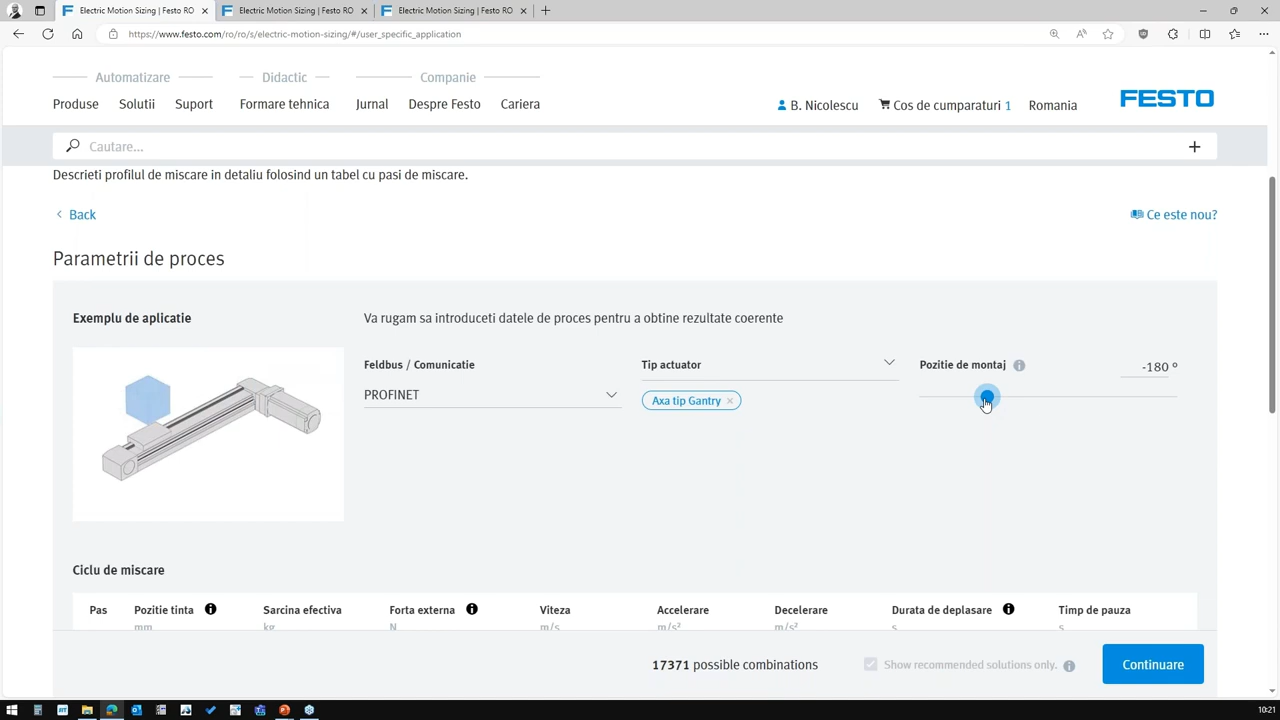 Electric Motion Sizing | Festo RO
Electric Motion Sizing | Festo RO
Electric Motion Sizing | Festo RO
https://www.festo.com/ro/ro/s/electric-motion-sizing/#/user_specific_application
Automatizare
Didactic
Companie
Produse
Solutii
Suport
Formare tehnica
Jurnal
Despre Festo
Cariera
B. Nicolescu
Cos de cumparaturi 1
Romania
FESTO
Cautare...
Descrieti profilul de miscare in detaliu folosind un tabel cu pasi de miscare.
Back
Ce este nou?
Parametrii de proces
Exemplu de aplicatie
Va rugam sa introduceti datele de proces pentru a obtine rezultate coerente
Feldbus / Comunicatie
Tip actuator
Pozitie de montaj
-180 º
PROFINET
Axa tip Gantry
Ciclu de miscare
Pas
Pozitie tinta
Sarcina efectiva
Forta externa
Viteza
Accelerare
Decelerare
Durata de deplasare
Timp de pauza
mm
kg
N
m/s
m/s²
m/s²
s
s
17371 possible combinations
Show recommended solutions only.
Continuare
10:21